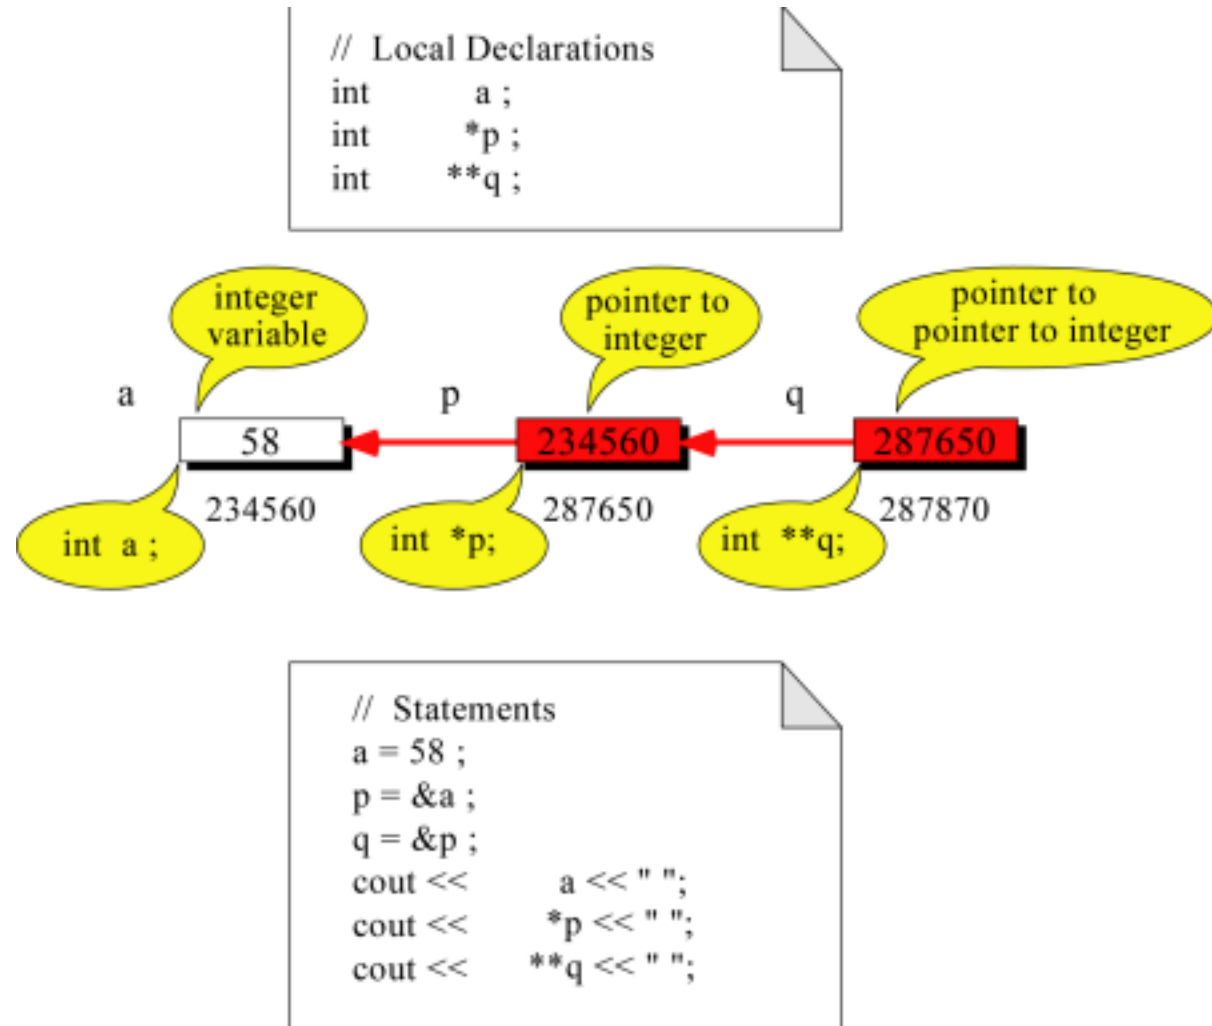 // Local Declarations
int a ;
int *p ;
int **q ;
integer
variable
pointer to
integer
pointer to
pointer to integer
a
p
q
58
234560
287650
234560
287650
287870
int a ;
int *p;
int **q;
// Statements
a = 58 ;
p = &a ;
q = &p ;
cout << a << " ";
cout << *p << " ";
cout << **q << " ";